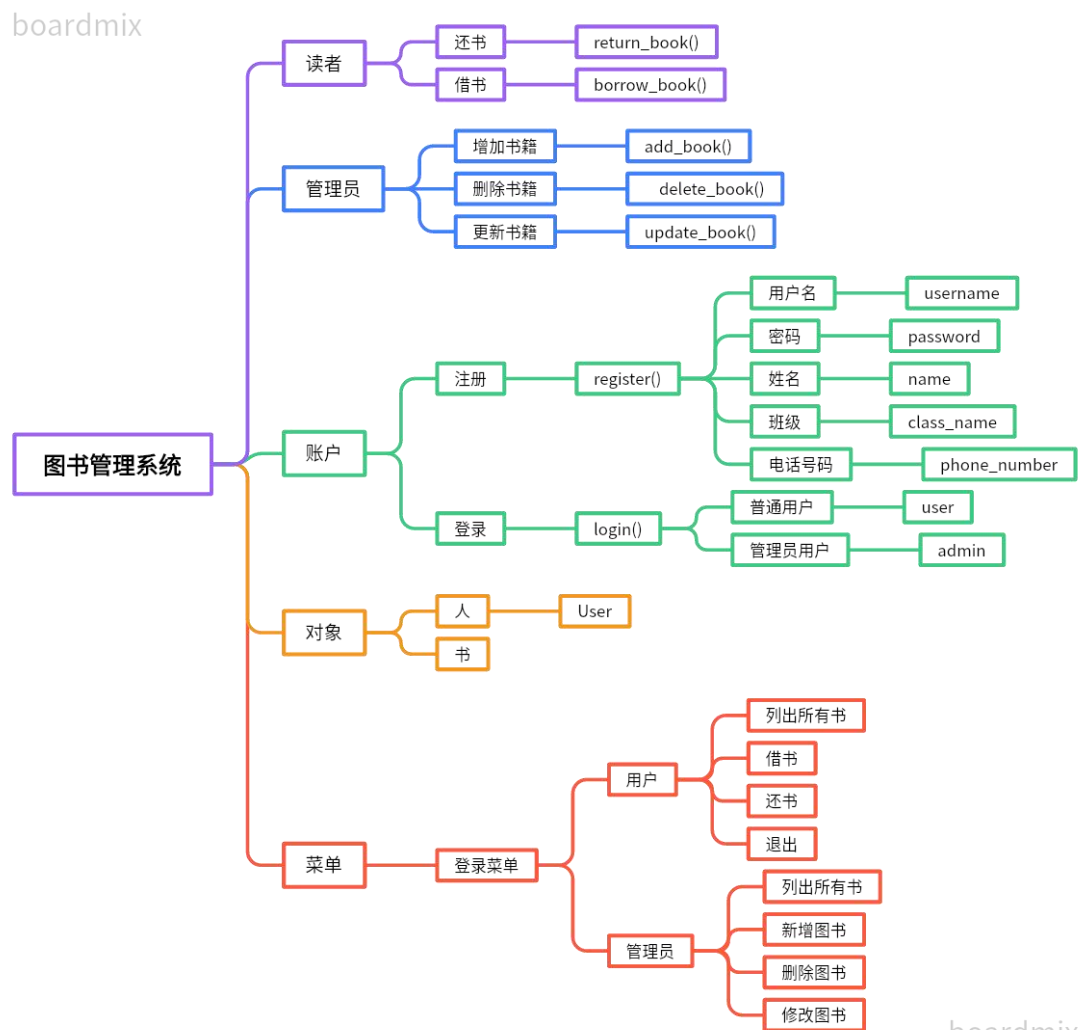 boardmix
图书管理系统
读者
还书
return_book()
借书
borrow_book()
管理员
增加书籍
add_book()
删除书籍
delete_book()
更新书籍
update_book()
账户
注册
register()
用户名
username
密码
password
姓名
name
班级
class_name
电话号码
phone_number
登录
login()
普通用户
user
管理员用户
admin
对象
人
User
书
菜单
登录菜单
用户
列出所有书
借书
还书
退出
管理员
列出所有书
新增图书
删除图书
修改图书
boardmix